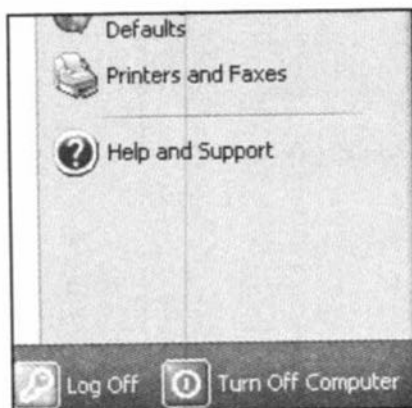 Defaults
Printers and Faxes
Help and Support
Log Off
Turn Off Computer